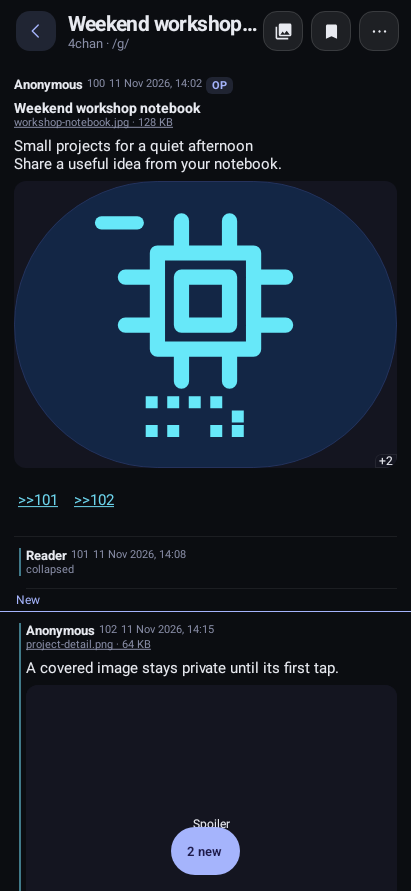 Weekend workshop…
4chan · /g/
Anonymous 100 11 Nov 2026, 14:02 OP
Weekend workshop notebook
workshop-notebook.jpg · 128 KB
Small projects for a quiet afternoon
Share a useful idea from your notebook.
+2
>>101 >>102
Reader 101 11 Nov 2026, 14:08
collapsed
New
Anonymous 102 11 Nov 2026, 14:15
project-detail.png · 64 KB
A covered image stays private until its first tap.
Spoiler
2 new